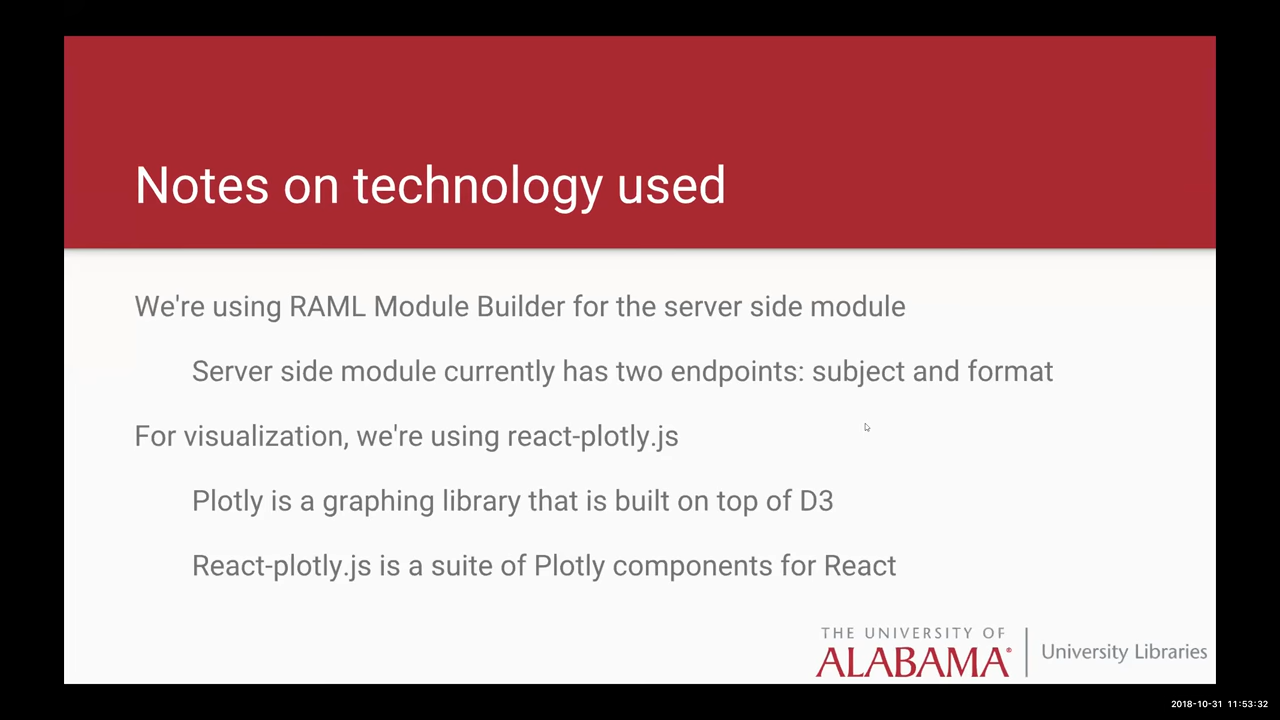 Notes on technology used
We're using RAML Module Builder for the server side module
Server side module currently has two endpoints: subject and format
For visualization, we're using react-plotly.js
Plotly is a graphing library that is built on top of D3
React-plotly.js is a suite of Plotly components for React
THE UNIVERSITY OF
ALABAMA®
University Libraries
2018-10-31 11:53:32